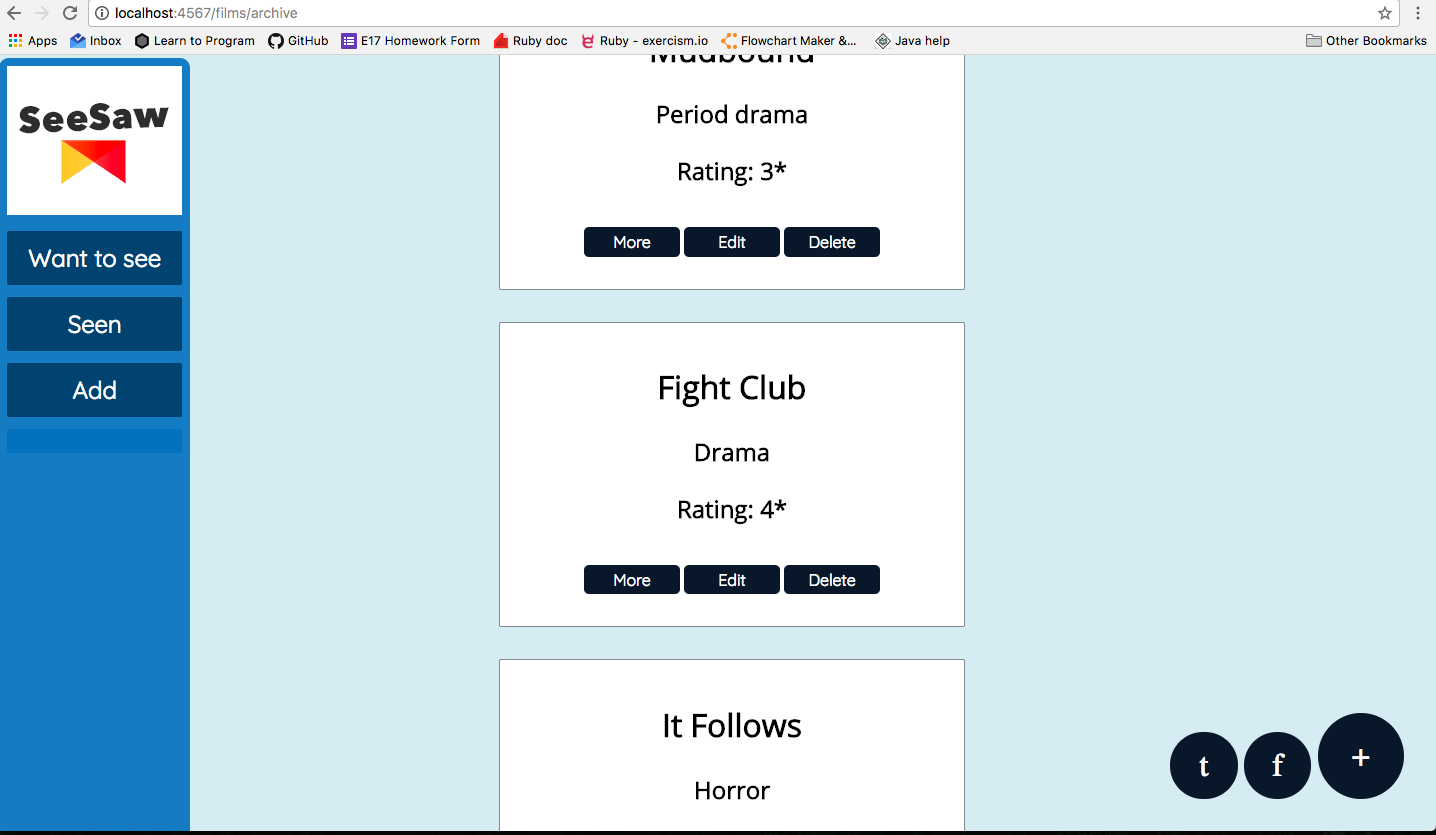 localhost:4567/films/archive
Apps Inbox Learn to Program GitHub E17 Homework Form Ruby doc Ruby - exercism.io Flowchart Maker &... Java help Other Bookmarks
SeeSaw
Want to see
Seen
Add
Mudbound
Period drama
Rating: 3*
More Edit Delete
Fight Club
Drama
Rating: 4*
More Edit Delete
It Follows
Horror
t f +